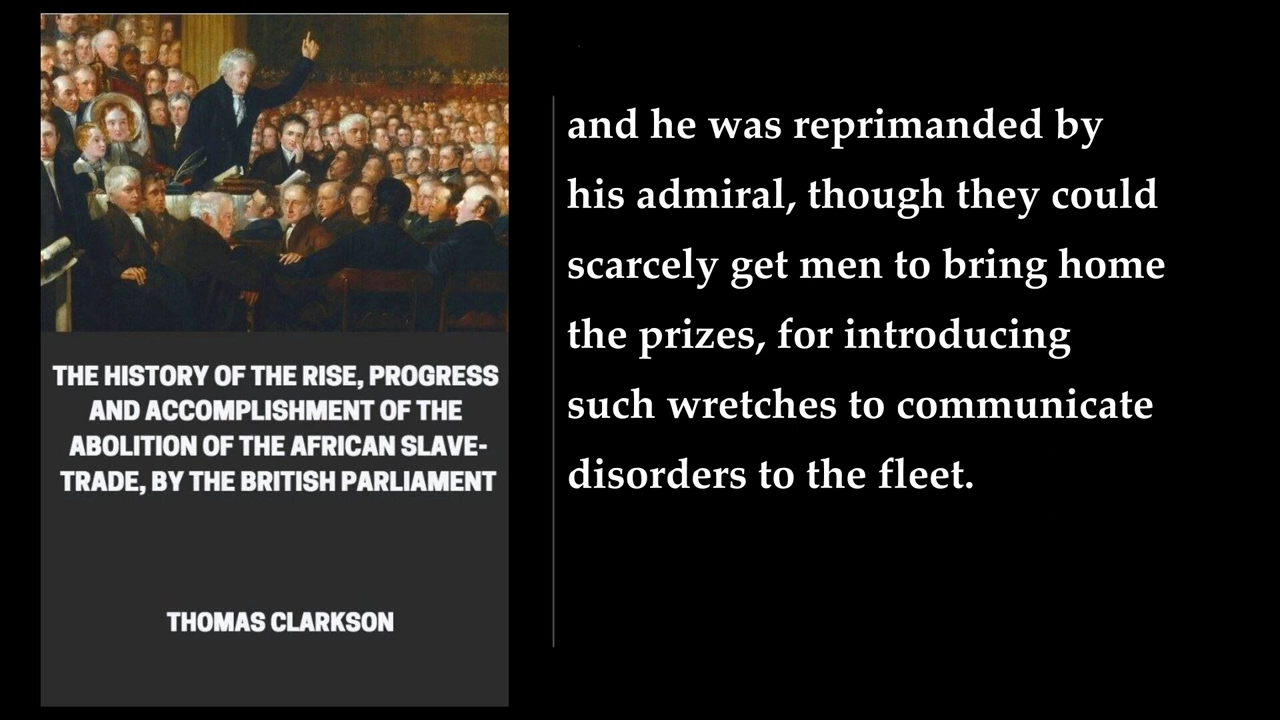 THE HISTORY OF THE RISE, PROGRESS
AND ACCOMPLISHMENT OF THE
ABOLITION OF THE AFRICAN SLAVE-
TRADE, BY THE BRITISH PARLIAMENT
THOMAS CLARKSON
and he was reprimanded by
his admiral, though they could
scarcely get men to bring home
the prizes, for introducing
such wretches to communicate
disorders to the fleet.